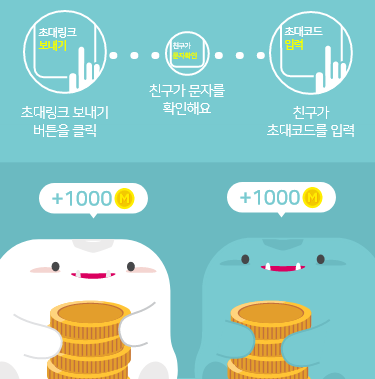 초대링크
보내기
친구가
문자확인
초대코드
입력
초대링크 보내기
버튼을 클릭
친구가 문자를
확인해요
친구가
초대코드를 입력
+1000 M
+1000 M